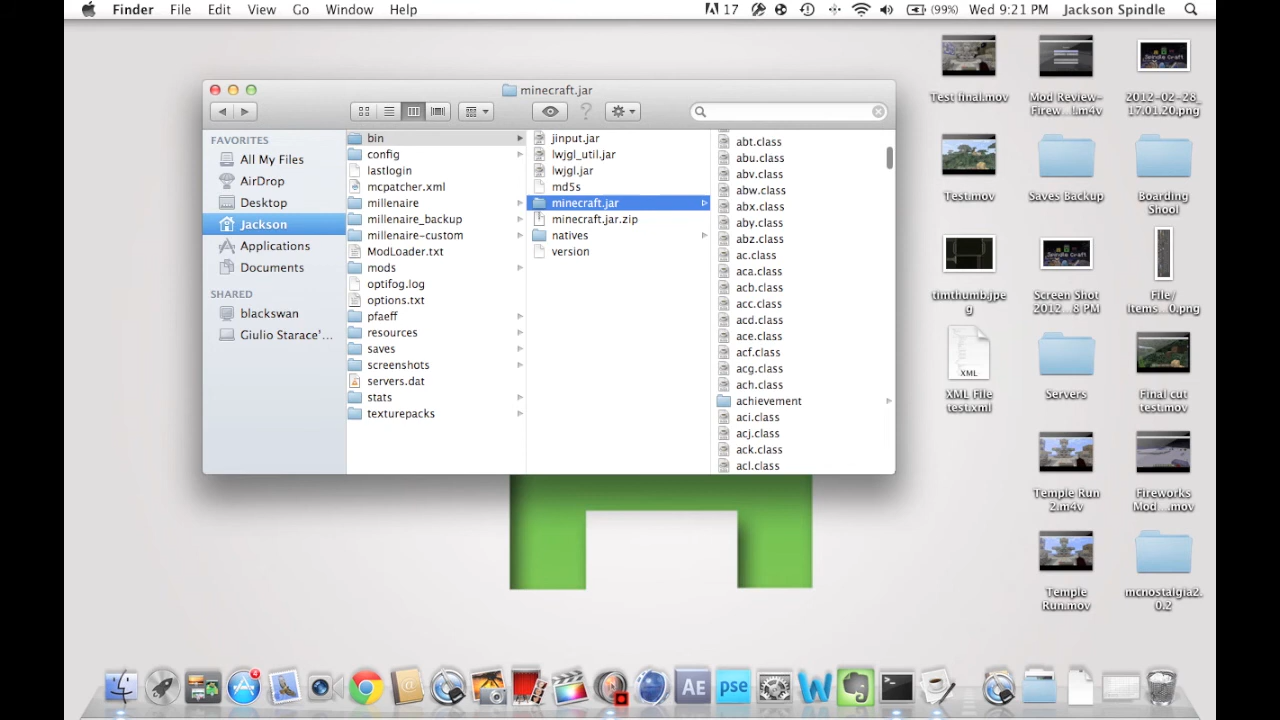 Finder File Edit View Go Window Help
17 (99%) Wed 9:21 PM Jackson Spindle
minecraft.jar
FAVORITES
All My Files
AirDrop
Desktop
Jackson
Applications
Documents
SHARED
blackswan
Giulio Starace'...
bin
config
lastlogin
mcpatcher.xml
millenaire
millenaire_backup
millenaire-custom
ModLoader.txt
mods
optifog.log
options.txt
pfaeff
resources
saves
screenshots
servers.dat
stats
texturepacks
jinput.jar
lwjgl_util.jar
lwjgl.jar
md5s
minecraft.jar
minecraft.jar.zip
natives
version
abt.class
abu.class
abv.class
abw.class
abx.class
aby.class
abz.class
ac.class
aca.class
acb.class
acc.class
acd.class
ace.class
acf.class
acg.class
ach.class
achievement
aci.class
acj.class
ack.class
acl.class
Test final.mov
Mod Review-
Firew...!.m4v
2012-02-28_
17.01.20.png
Test.mov
Saves Backup
Boarding
Shool
timthumb.jpe
g
Screen Shot
2012...8 PM
File/
Items...0.png
XML
XML File
test.xml
Servers
Final cut
test.mov
Temple Run
2.m4v
Fireworks
Mod ....mov
Temple
Run.mov
mcnostalgia2.
0.2
AE
pse